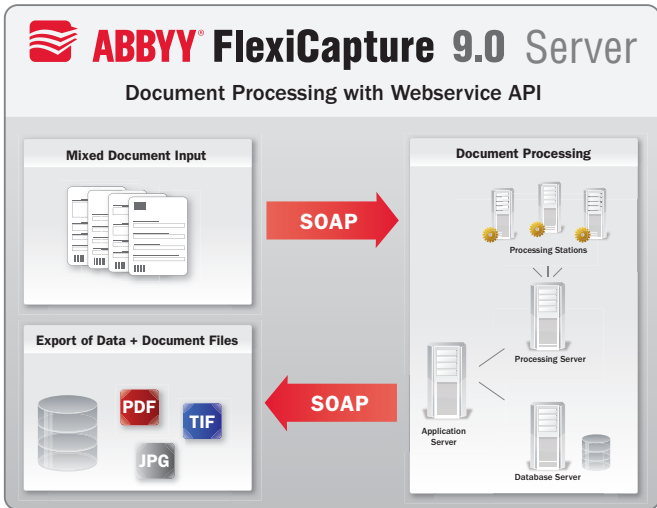 ABBYY® FlexiCapture 9.0 Server
Document Processing with Webservice API
Mixed Document Input
SOAP
Document Processing
Processing Stations
Processing Server
Application
Server
Database Server
Export of Data + Document Files
PDF
TIF
JPG
SOAP